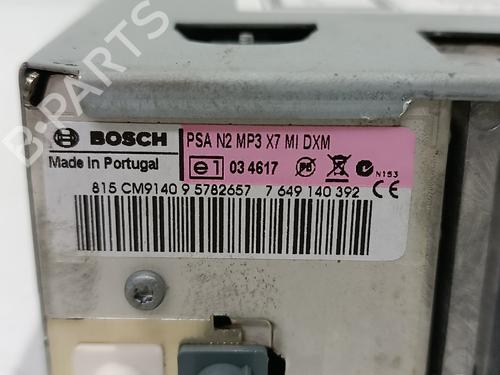 BOSCH
PSA N2 MP3 X7 MI DXM
Made in Portugal
e1 03 4617
N153
815 CM9140 9 5782657 7 649 140 392 CE
B-PARTS